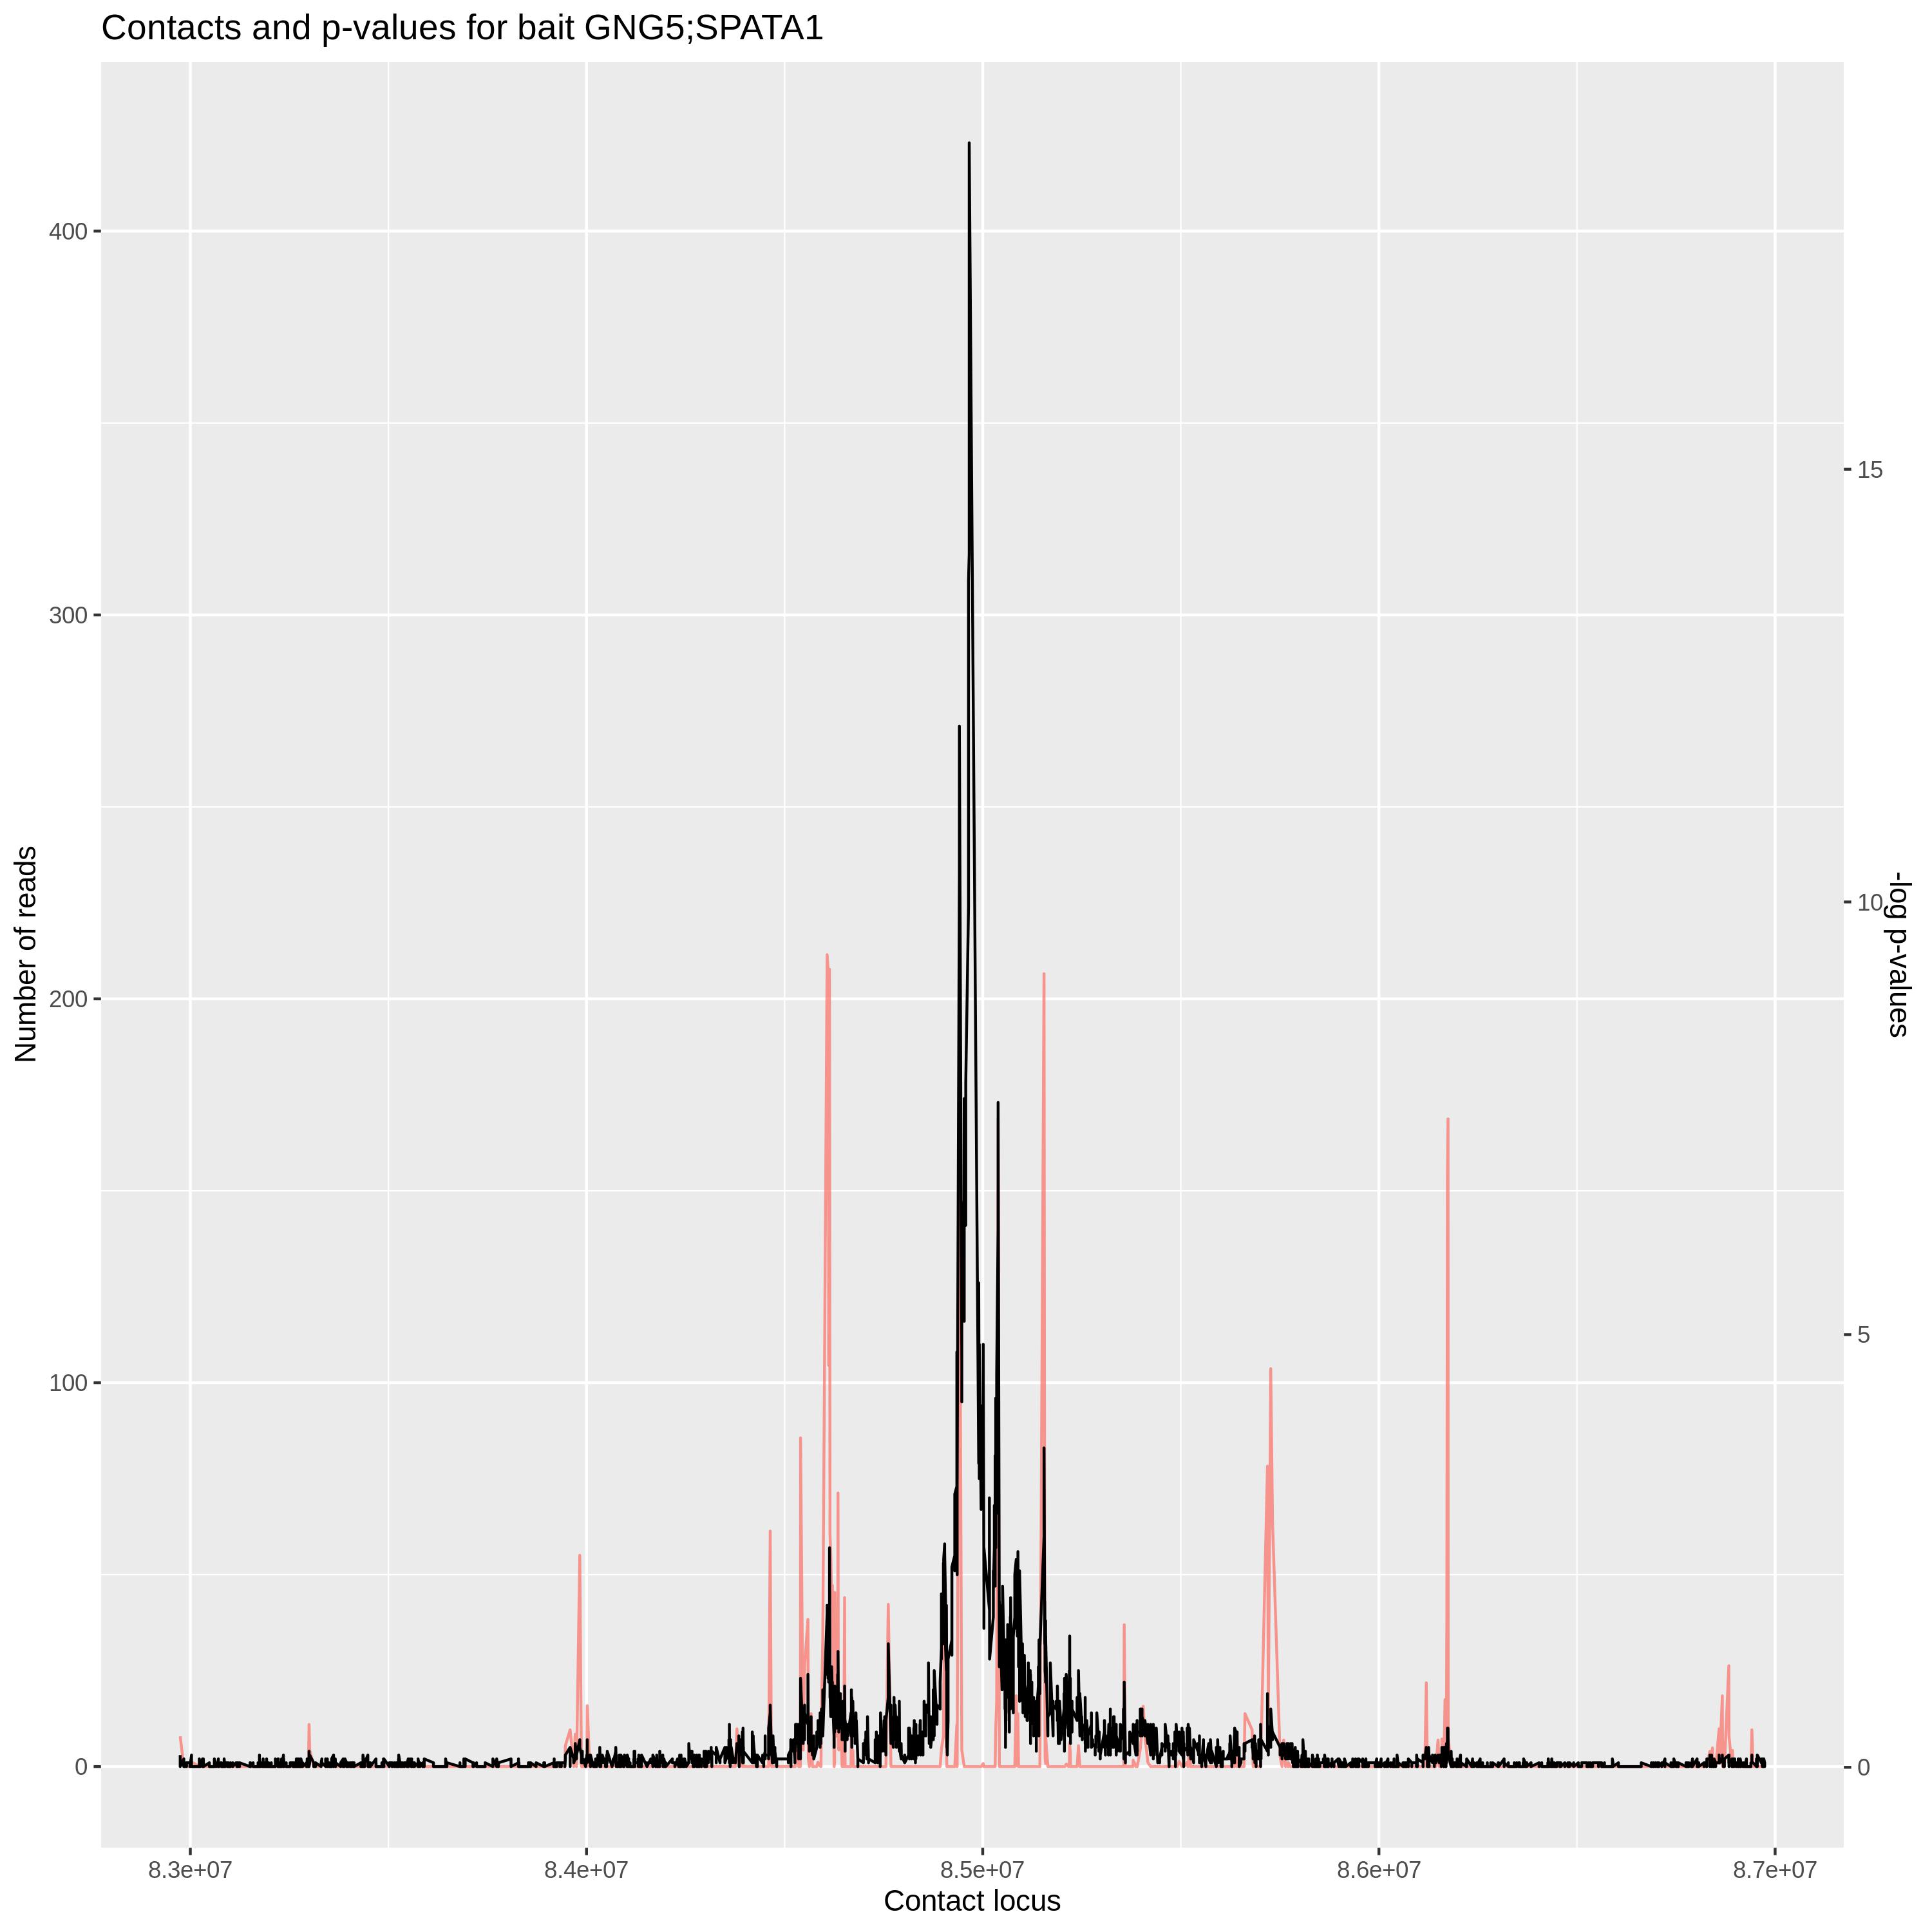 Contacts and p-values for bait GNG5;SPATA1
Number of reads
400
300
200
100
0
15
10
5
0
-log p-values
8.3e+07
8.4e+07
8.5e+07
8.6e+07
8.7e+07
Contact locus